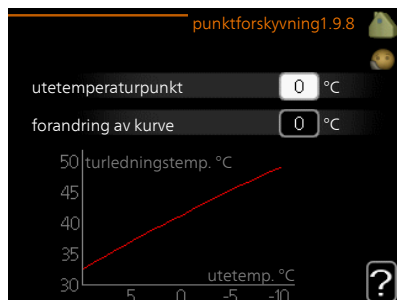 punktforskyvning1.9.8
utetemperaturpunkt 0 °C
forandring av kurve 0 °C
50 turledningstemp. °C
45
40
35
30
utetemp. °C
5 0 -5 -10
?